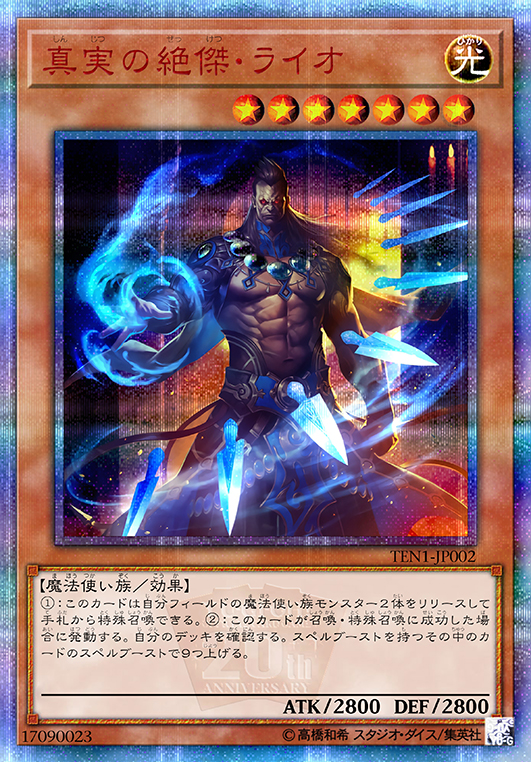 真実の絶傑・ライオ
光
TEN1-JP002
【魔法使い族／効果】
①：このカードは自分フィールドの魔法使い族モンスター２体をリリースして
手札から特殊召喚できる。②：このカードが召喚・特殊召喚に成功した場
合に発動する。自分のデッキを確認する。スペルブーストを持つその中のカー
ドのスペルブーストで９つ上げる。
20th
ANNIVERSARY
ATK/2800 DEF/2800
17090023
©高橋和希 スタジオ・ダイス/集英社